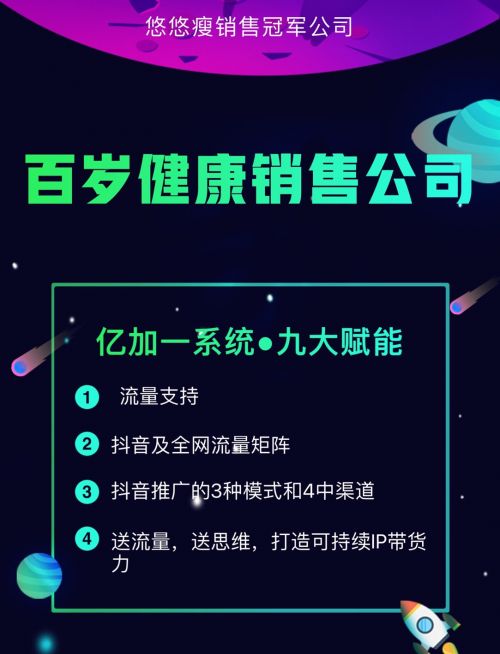 悠悠瘦销售冠军公司
百岁健康销售公司
亿加一系统●九大赋能
1 流量支持
2 抖音及全网流量矩阵
3 抖音推广的3种模式和4中渠道
4 送流量，送思维，打造可持续IP带货
力